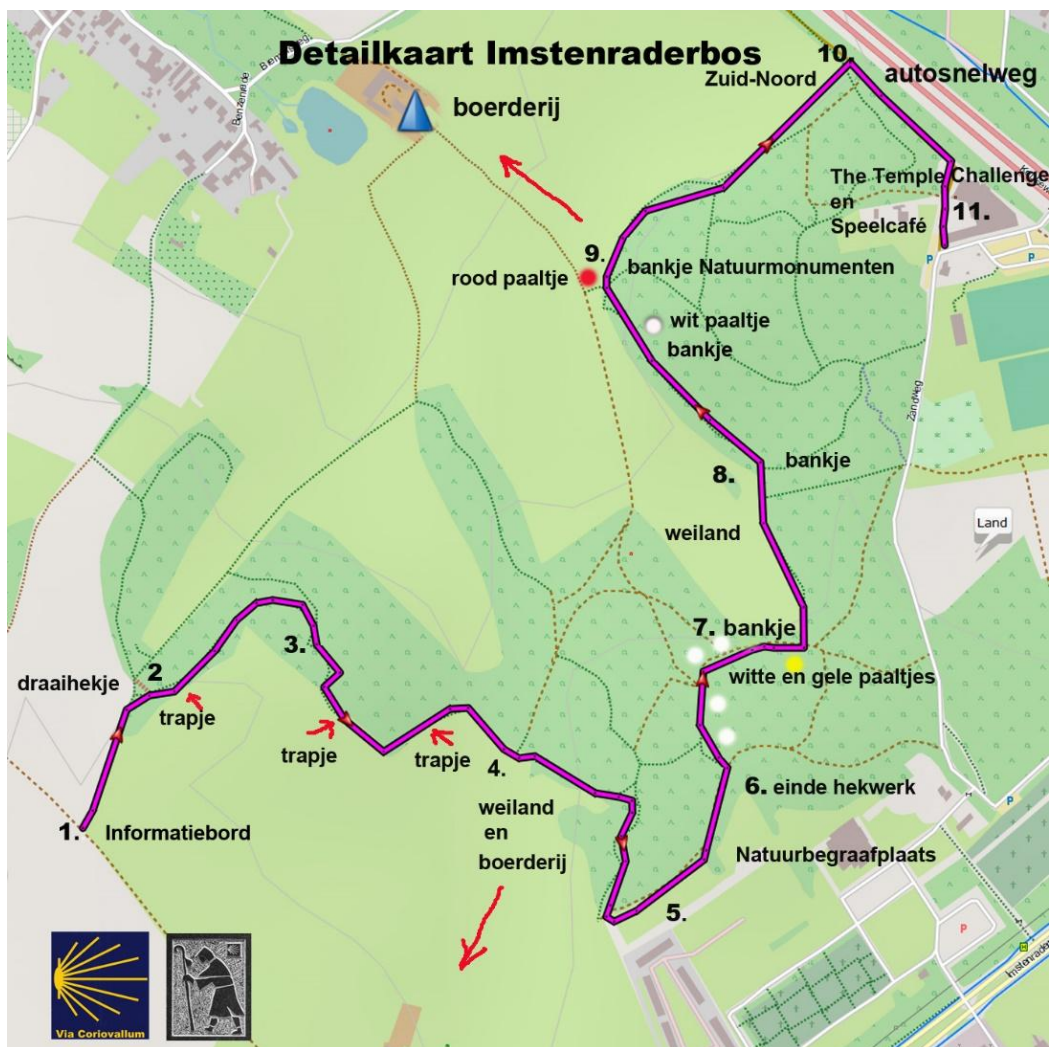 Detailkaart Imstenraderbos
10.
Zuid-Noord
autosnelweg
boerderij
Benzenrade
The Temple Challenge
en
Speelcafé
11.
P
P
9.
bankje Natuurmonumenten
rood paaltje
wit paaltje
bankje
Zandweg
8.
bankje
weiland
Land
7. bankje
witte en gele paaltjes
3.
2
draaihekje
trapje
trapje
trapje
4.
6. einde hekwerk
P
1.
Informatiebord
weiland
en
boerderij
Natuurbegraafplaats
5.
P
H
Via Coriovallum